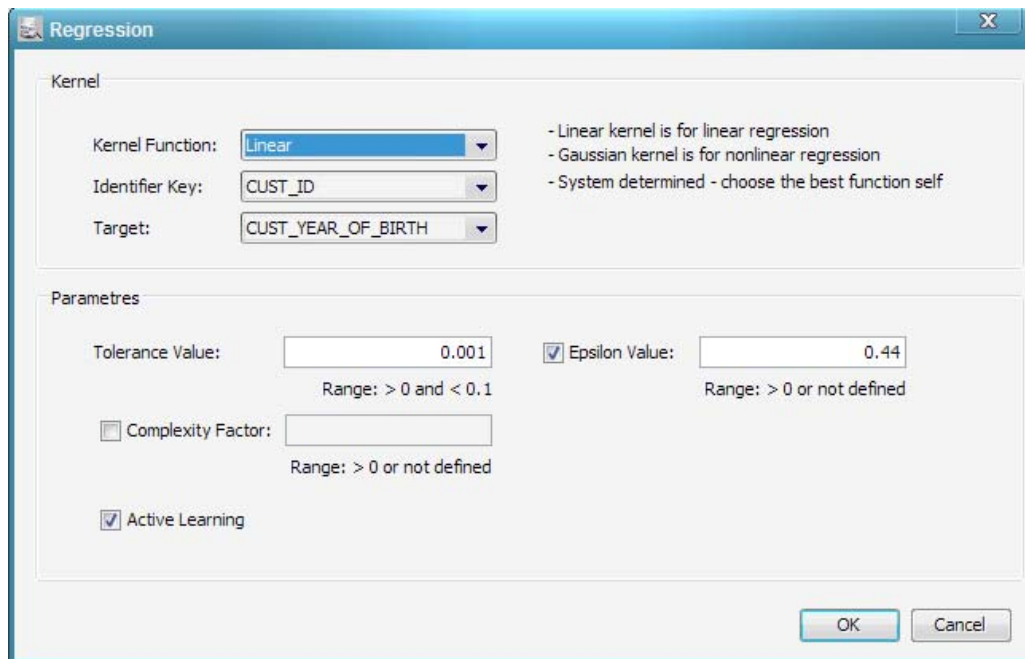 Regression
Kernel
Kernel Function: Linear
- Linear kernel is for linear regression
- Gaussian kernel is for nonlinear regression
Identifier Key: CUST_ID
- System determined - choose the best function self
Target: CUST_YEAR_OF_BIRTH
Parametres
Tolerance Value: 0.001
Epsilon Value: 0.44
Range: > 0 and < 0.1
Range: > 0 or not defined
Complexity Factor:
Range: > 0 or not defined
Active Learning
OK
Cancel